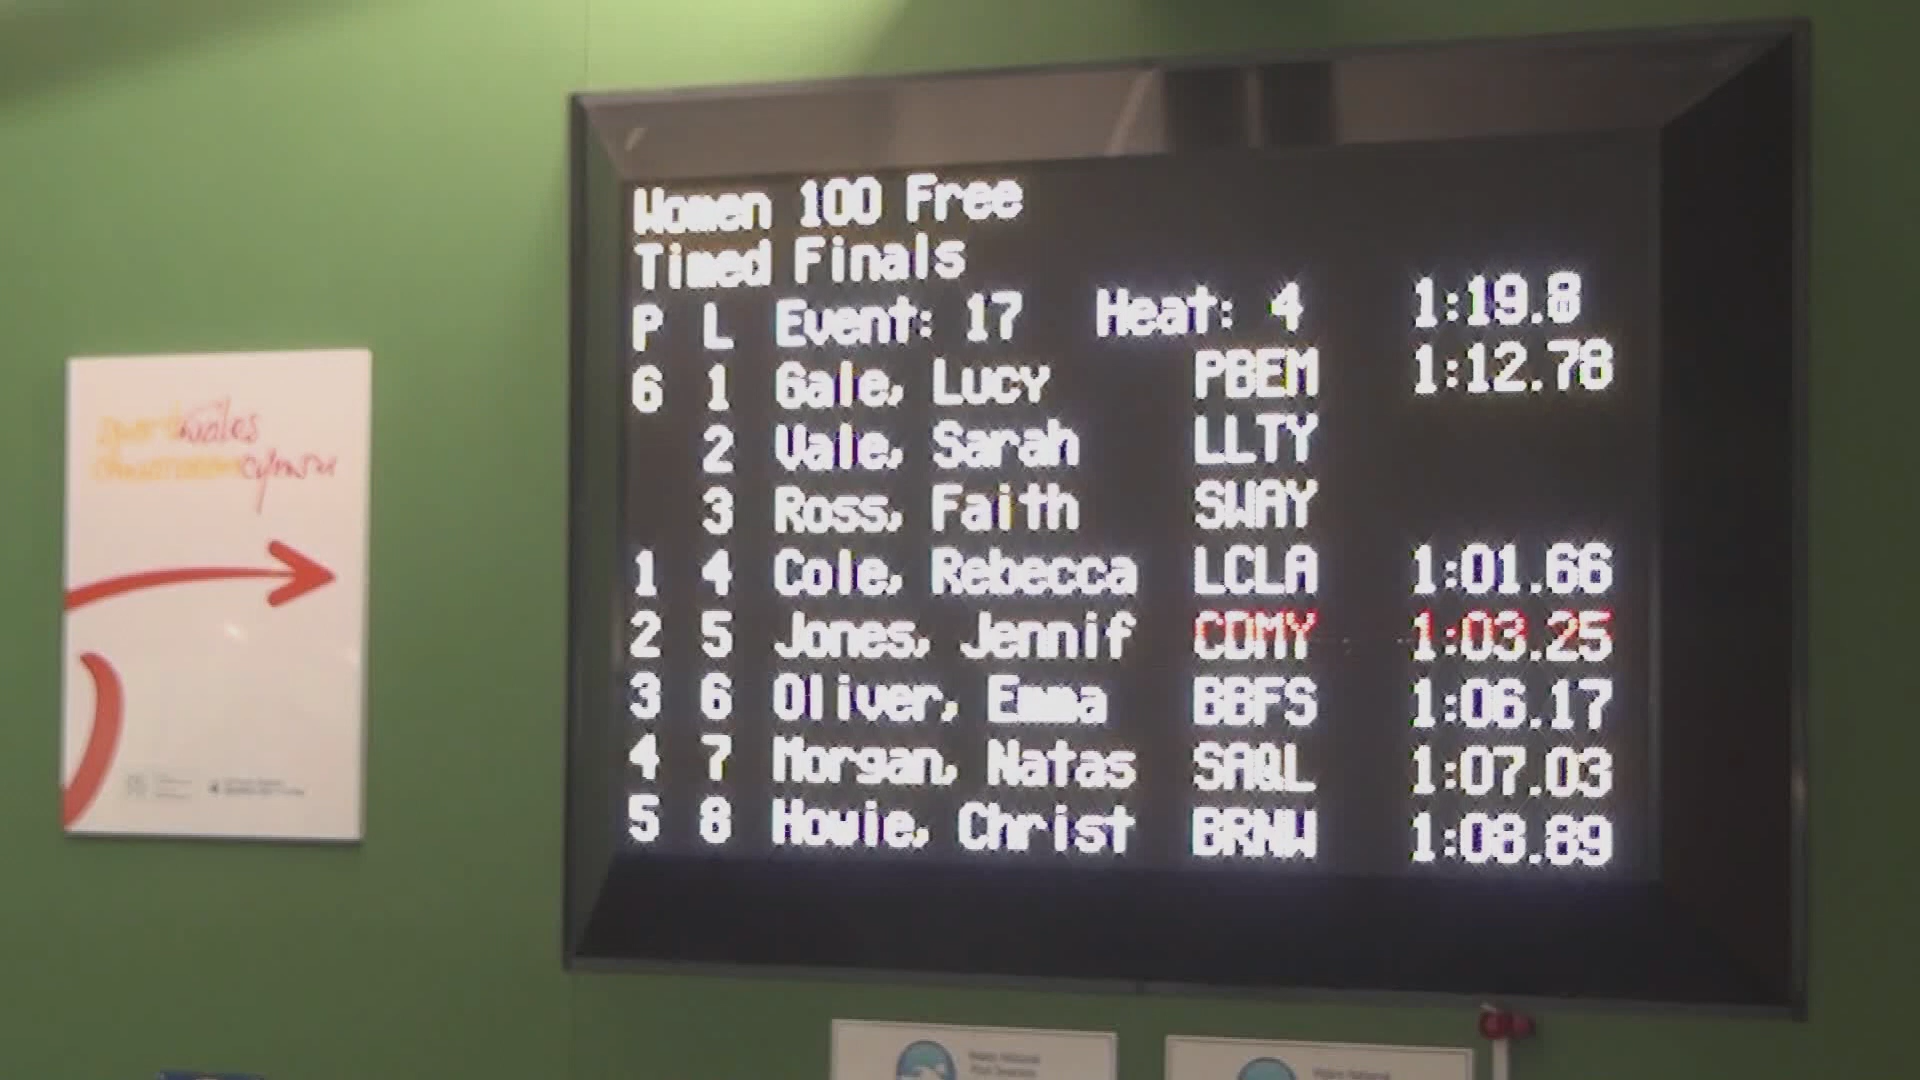 Women 100 Free
Timed Finals
P L Event: 17 Heat: 4 1:19.8
6 1 Gale, Lucy PBEM 1:12.78
2 Vale, Sarah LLTY
3 Ross, Faith SWAY
1 4 Cole, Rebecca LCLA 1:01.66
2 5 Jones, Jennif CDMY 1:03.25
3 6 Oliver, Emma BBFS 1:06.17
4 7 Morgan, Natas SAQL 1:07.03
5 8 Howie, Christ BRNW 1:08.89
wales
cymru